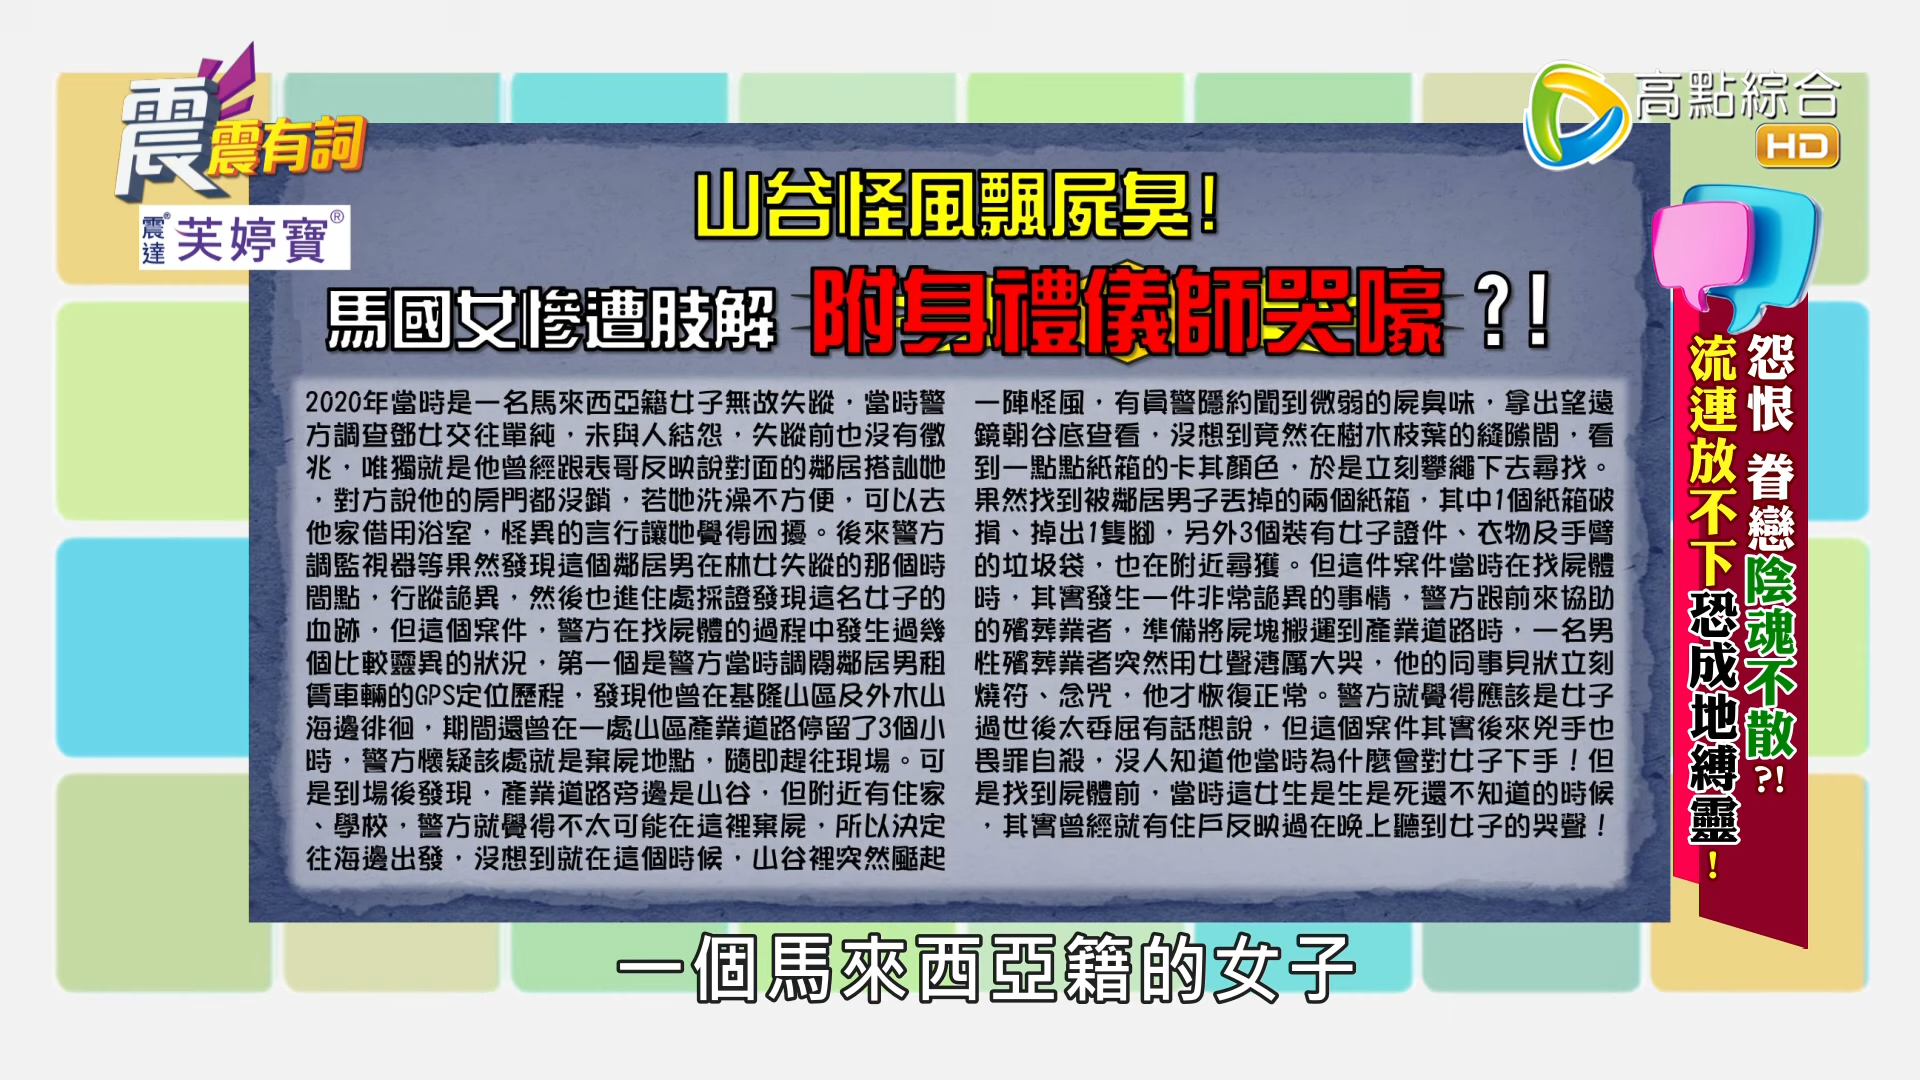 震震有詞
震達® 芙婷寶®
高點綜合
HD
山谷怪風飄屍臭!
馬國女慘遭肢解 附身禮儀師哭嚎?!
2020年當時是一名馬來西亞籍女子無故失蹤，當時警
方調查鄧女交往單純，未與人結怨，失蹤前也沒有徵
兆，唯獨就是他曾經跟表哥反映說對面的鄰居搭訕她
，對方說他的房門都沒鎖，若她洗澡不方便，可以去
他家借用浴室，怪異的言行讓她覺得困擾。後來警方
調監視器等果然發現這個鄰居男在林女失蹤的那個時
間點，行蹤詭異，然後也進住處採證發現這名女子的
血跡，但這個案件，警方在找屍體的過程中發生過幾
個比較靈異的狀況，第一個是警方當時調閱鄰居男租
賃車輛的GPS定位歷程，發現他曾在基隆山區及外木山
海邊徘徊，期間還曾在一處山區產業道路停留了3個小
時，警方懷疑該處就是棄屍地點，隨即趕往現場。可
是到場後發現，產業道路旁邊是山谷，但附近有住家
、學校，警方就覺得不太可能在這裡棄屍，所以決定
往海邊出發，沒想到就在這個時候，山谷裡突然颳起
一陣怪風，有員警隱約聞到微弱的屍臭味，拿出望遠
鏡朝谷底查看，沒想到竟然在樹木枝葉的縫隙間，看
到一點點紙箱的卡其顏色，於是立刻攀繩下去尋找。
果然找到被鄰居男子丟掉的兩個紙箱，其中1個紙箱破
損、掉出1隻腳，另外3個裝有女子證件、衣物及手臂
的垃圾袋，也在附近尋獲。但這件案件當時在找屍體
時，其實發生一件非常詭異的事情，警方跟前來協助
的殯葬業者，準備將屍塊搬運到產業道路時，一名男
性殯葬業者突然用女聲淒厲大哭，他的同事見狀立刻
燒符、念咒，他才恢復正常。警方就覺得應該是女子
過世後太委屈有話想說，但這個案件其實後來兇手也
畏罪自殺，沒人知道他當時為什麼會對女子下手！但
是找到屍體前，當時這女生是生是死還不知道的時候
，其實曾經就有住戶反映過在晚上聽到女子的哭聲！
怨恨 眷戀陰魂不散?!
流連放不下恐成地縛靈!
一個馬來西亞籍的女子